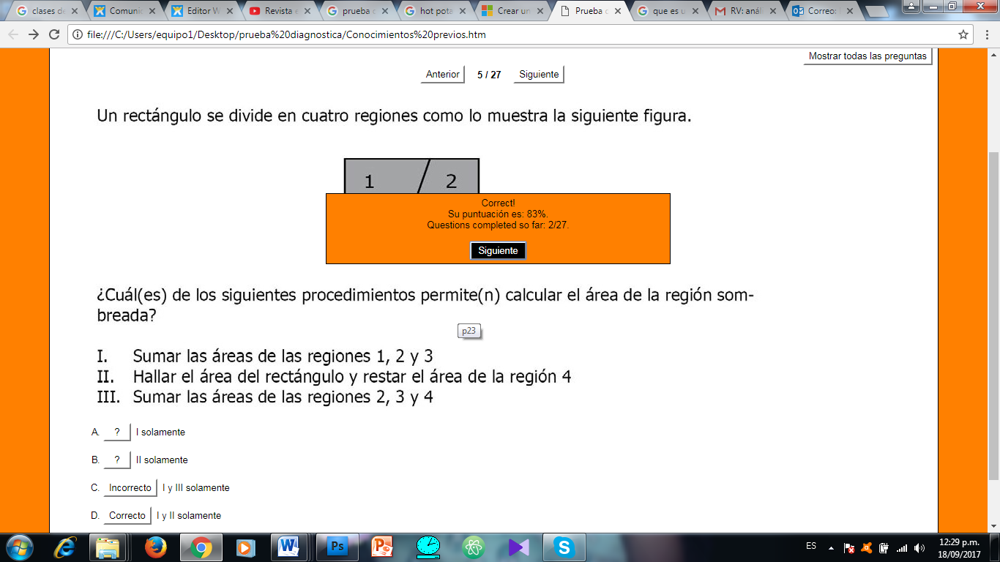 clases de
Comunic
Editor W
Revista e
prueba d
hot pota
Crear un
Prueba d
que es u
RV: anál
Correo:
file:///C:/Users/equipo1/Desktop/prueba%20diagnostica/Conocimientos%20previos.htm
Mostrar todas las preguntas
Anterior 5 / 27 Siguiente
Un rectángulo se divide en cuatro regiones como lo muestra la siguiente figura.
1 2
Correct!
Su puntuación es: 83%.
Questions completed so far: 2/27.
Siguiente
¿Cuál(es) de los siguientes procedimientos permite(n) calcular el área de la región som-
breada?
p23
I. Sumar las áreas de las regiones 1, 2 y 3
II. Hallar el área del rectángulo y restar el área de la región 4
III. Sumar las áreas de las regiones 2, 3 y 4
A. ? I solamente
B. ? II solamente
C. Incorrecto I y III solamente
D. Correcto I y II solamente
ES
12:29 p.m.
18/09/2017